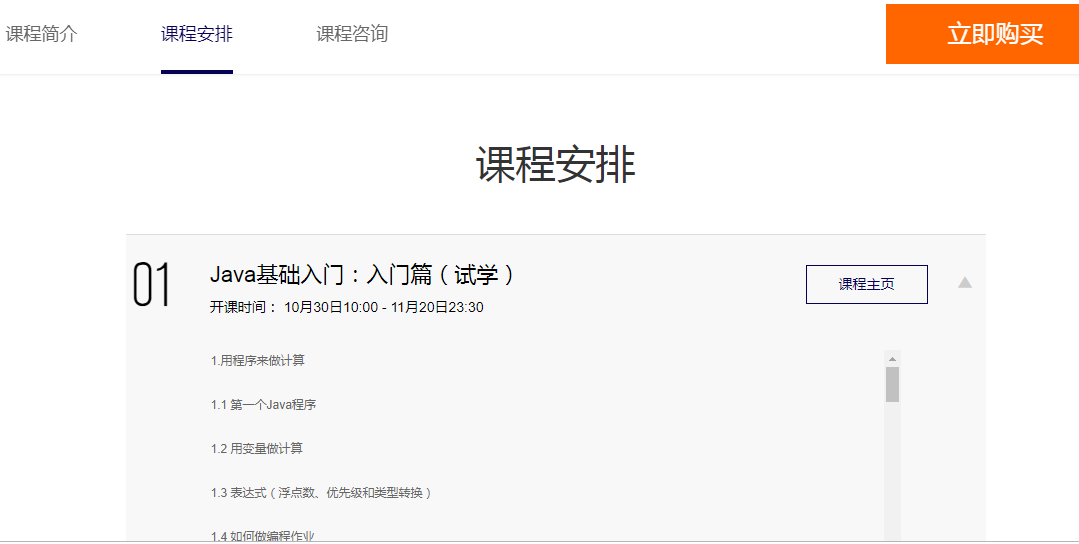 课程简介 课程安排 课程咨询 立即购买
课程安排
01 Java基础入门：入门篇（试学） 课程主页
开课时间： 10月30日10:00 - 11月20日23:30
1.用程序来做计算
1.1 第一个Java程序
1.2 用变量做计算
1.3 表达式（浮点数、优先级和类型转换）
1.4 如何做编程作业